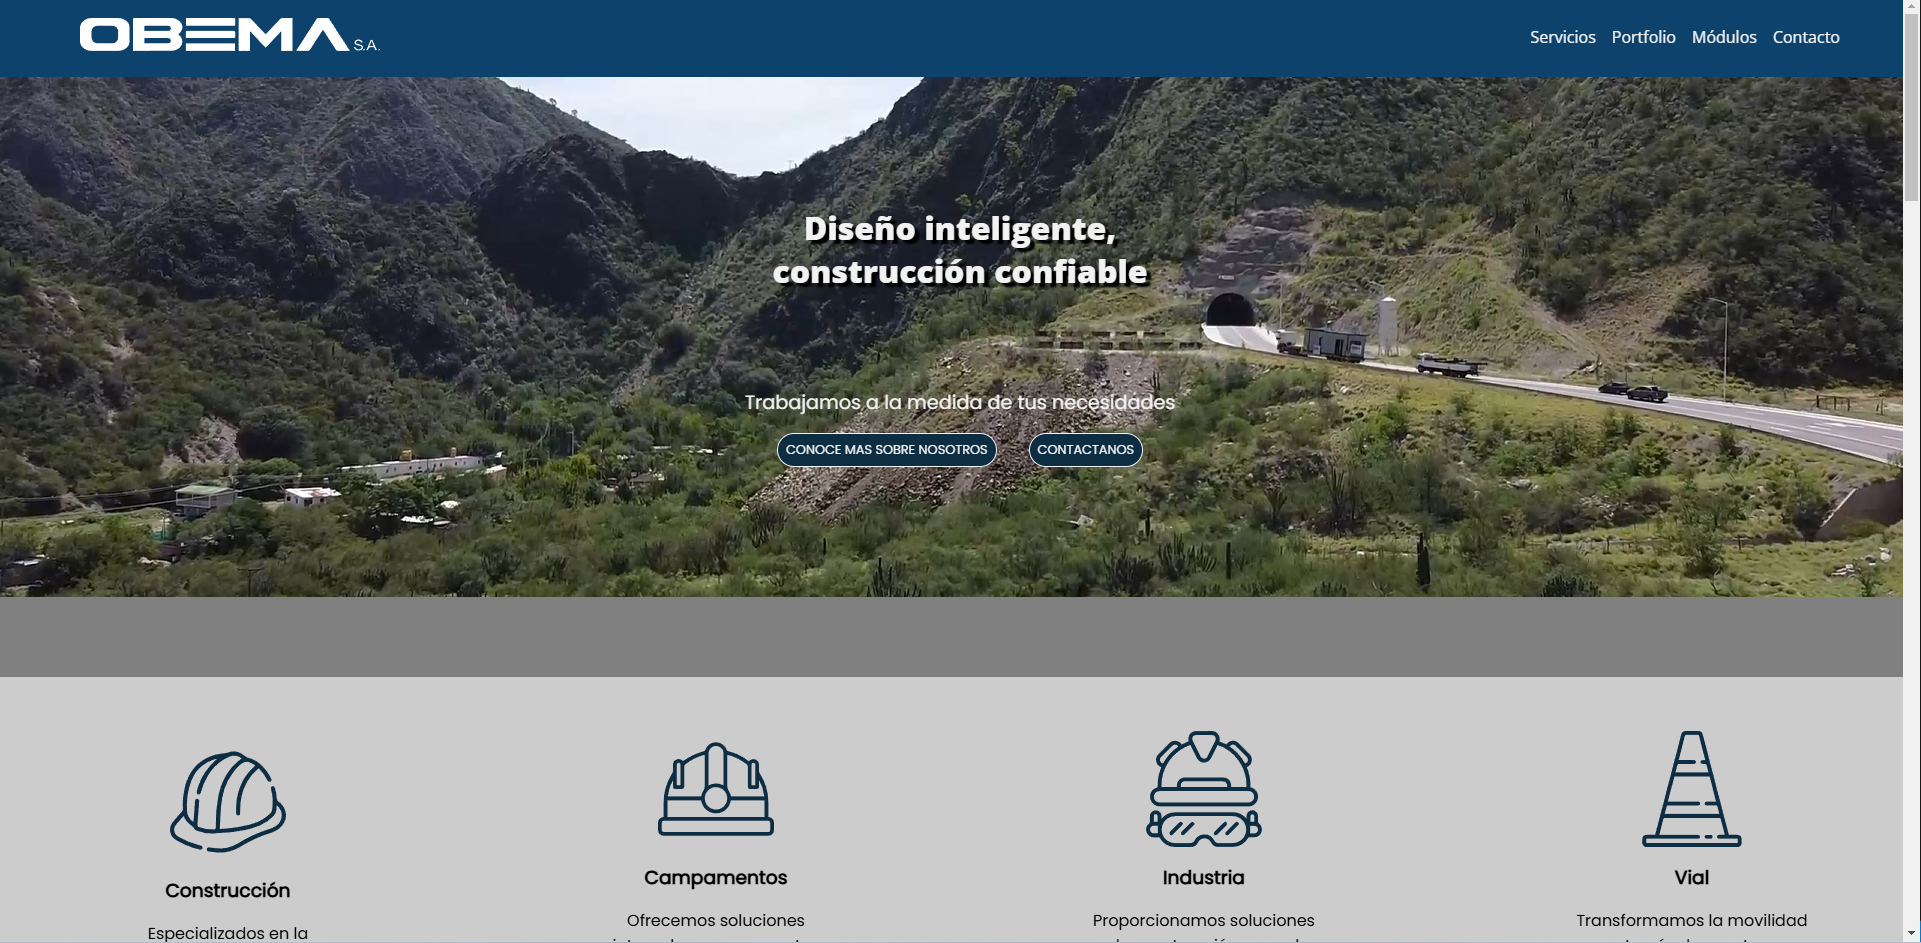 OBEMA S.A.
Servicios Portfolio Módulos Contacto
Diseño inteligente,
construcción confiable
Trabajamos a la medida de tus necesidades
CONOCE MAS SOBRE NOSOTROS CONTACTANOS
Construcción
Especializados en la
Campamentos
Ofrecemos soluciones
Industria
Proporcionamos soluciones
Vial
Transformamos la movilidad